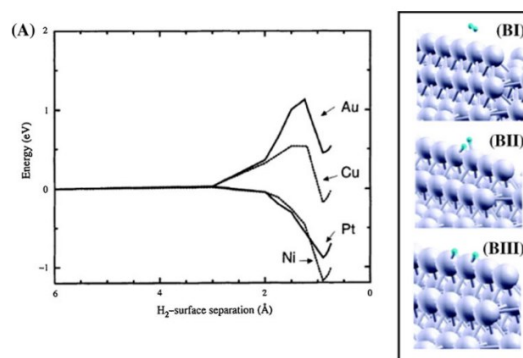 (A)
2
1
0
−1
Energy (eV)
Au
Cu
Pt
Ni
6
4
2
0
H₂–surface separation (Å)
(BI)
(BII)
(BIII)